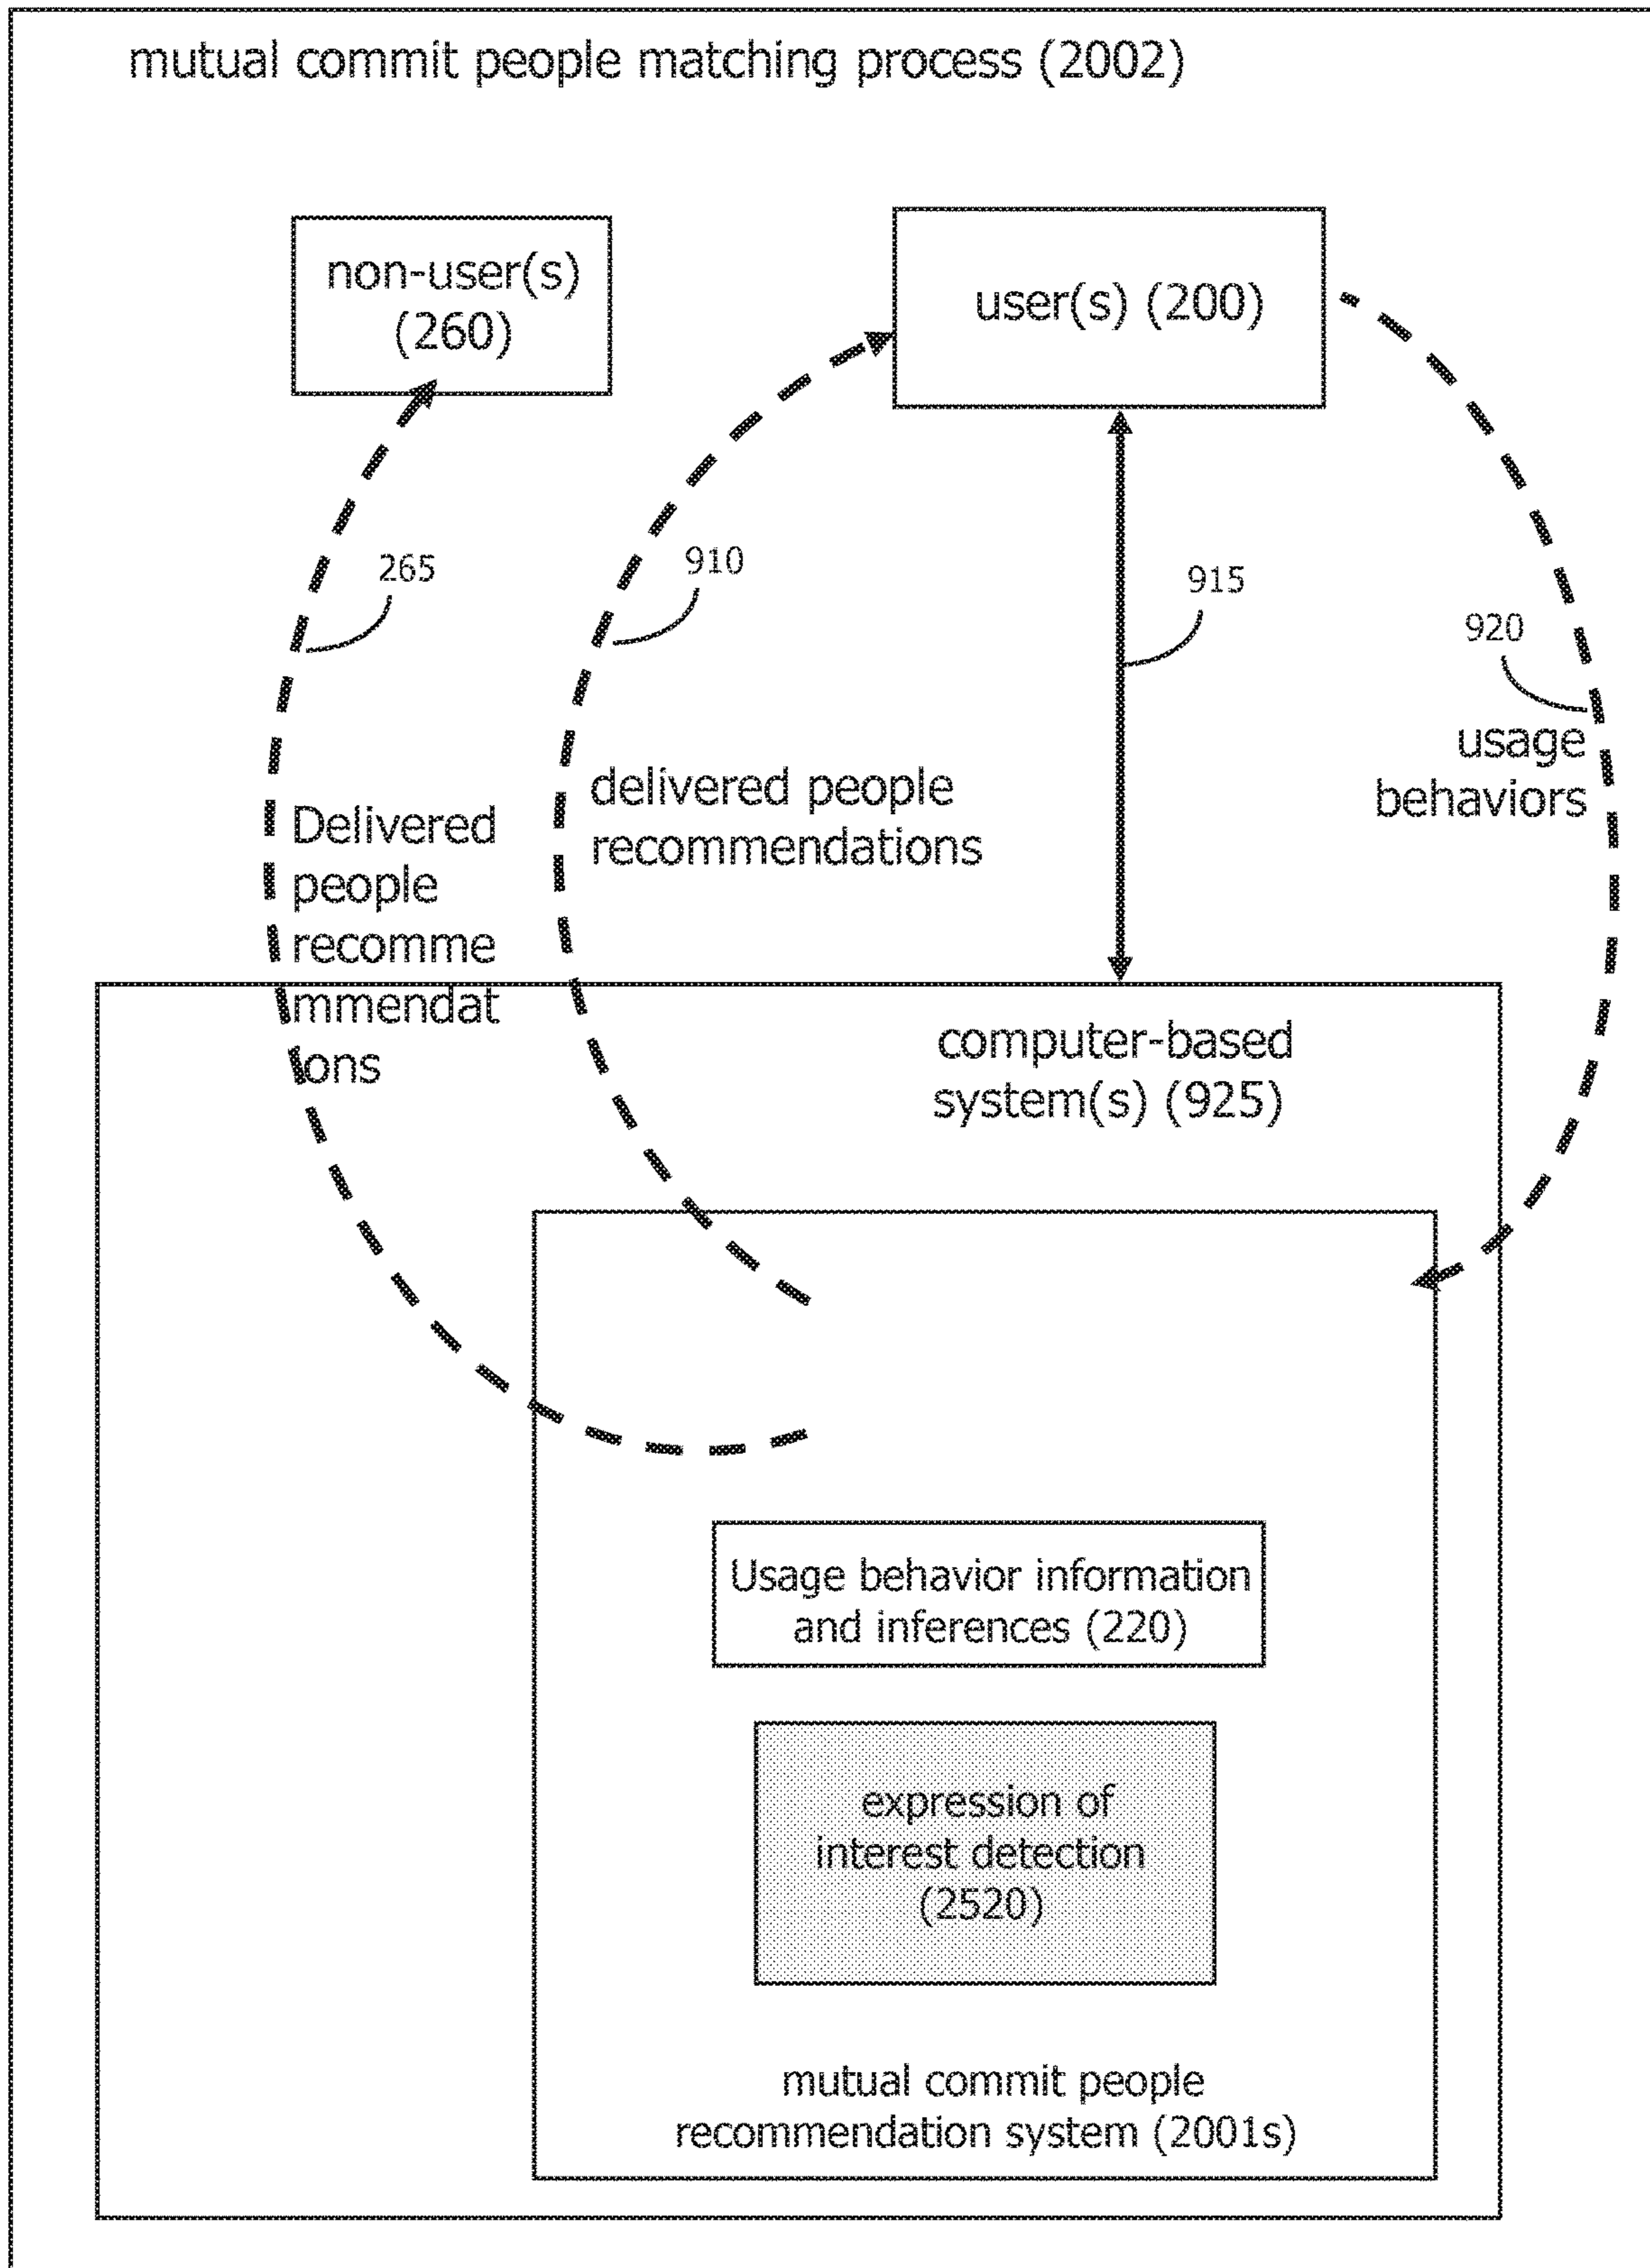 mutual commit people matching process (2002)
non-user(s)
(260)
user(s) (200)
265
910
915
920
usage
behaviors
delivered people
recommendations
Delivered
people
recomme
mmendat
ions
computer-based
system(s) (925)
Usage behavior information
and inferences (220)
expression of
interest detection
(2520)
mutual commit people
recommendation system (2001s)